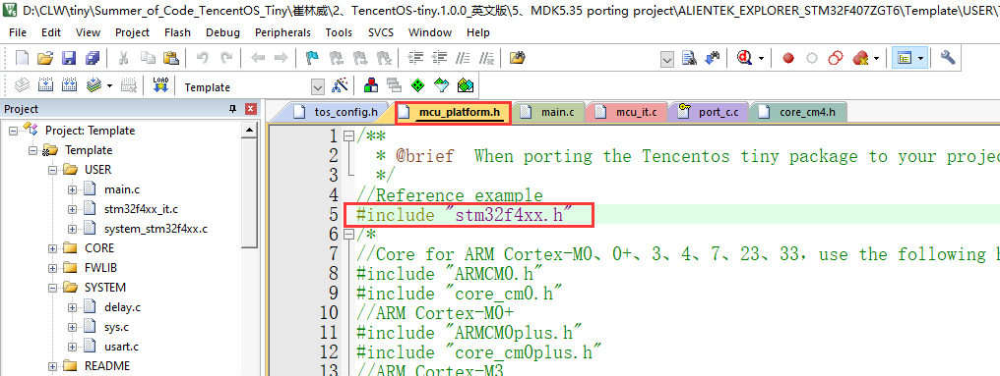 D:\CLW\tiny\Summer_of_Code_TencentOS_Tiny\崔林威\2、TencentOS-tiny.1.0.0_英文版\5、MDK5.35 porting project\ALIENTEK_EXPLORER_STM32F407ZGT6\Template\USER\T
File Edit View Project Flash Debug Peripherals Tools SVCS Window Help
LOAD Template
Project
tos_config.h mcu_platform.h main.c mcu_it.c port_c.c core_cm4.h
Project: Template
Template
USER
main.c
stm32f4xx_it.c
system_stm32f4xx.c
CORE
FWLIB
SYSTEM
delay.c
sys.c
usart.c
README
1 /**
2 * @brief When porting the Tencentos tiny package to your projec
3 */
4 //Reference example
5 #include "stm32f4xx.h"
6 /*
7 //Core for ARM Cortex-M0、0+、3、4、7、23、33, use the following h
8 #include "ARMCM0.h"
9 #include "core_cm0.h"
10 //ARM Cortex-M0+
11 #include "ARMCM0plus.h"
12 #include "core_cm0plus.h"
13 //ARM Cortex-M3